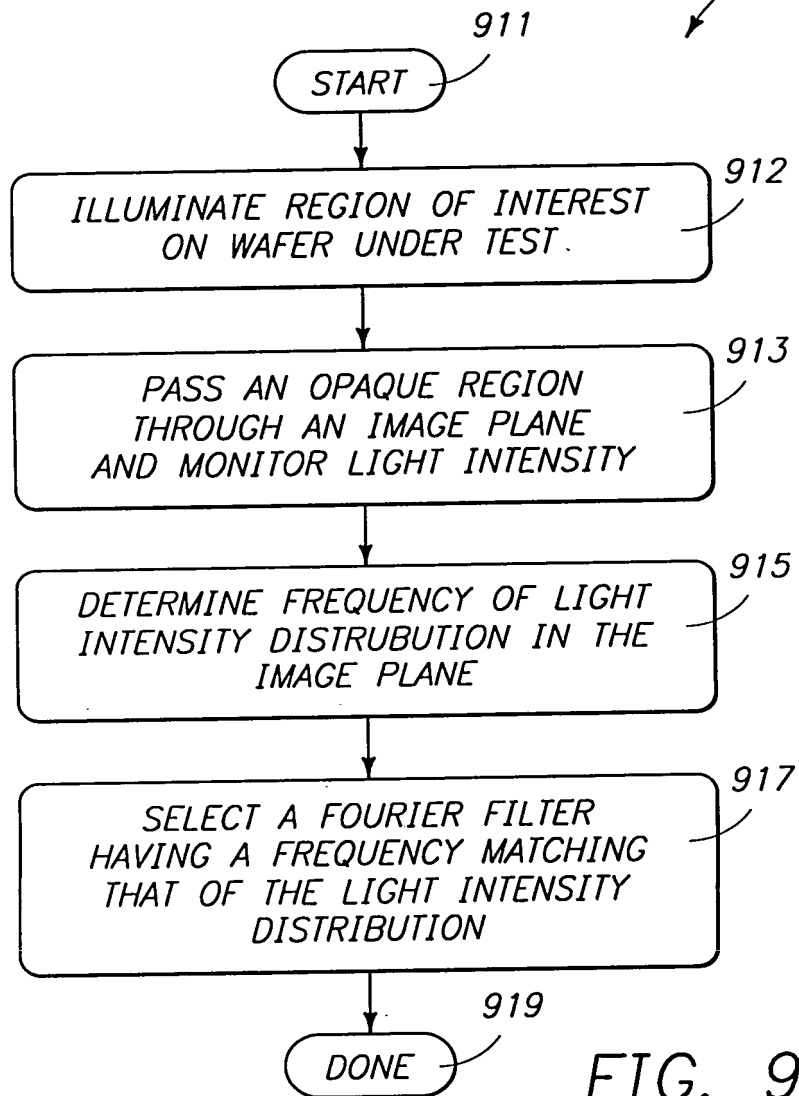 911
START
912
ILLUMINATE REGION OF INTEREST
ON WAFER UNDER TEST.
913
PASS AN OPAQUE REGION
THROUGH AN IMAGE PLANE
AND MONITOR LIGHT INTENSITY
915
DETERMINE FREQUENCY OF LIGHT
INTENSITY DISTRUBUTION IN THE
IMAGE PLANE
917
SELECT A FOURIER FILTER
HAVING A FREQUENCY MATCHING
THAT OF THE LIGHT INTENSITY
DISTRIBUTION
919
DONE
FIG. 9